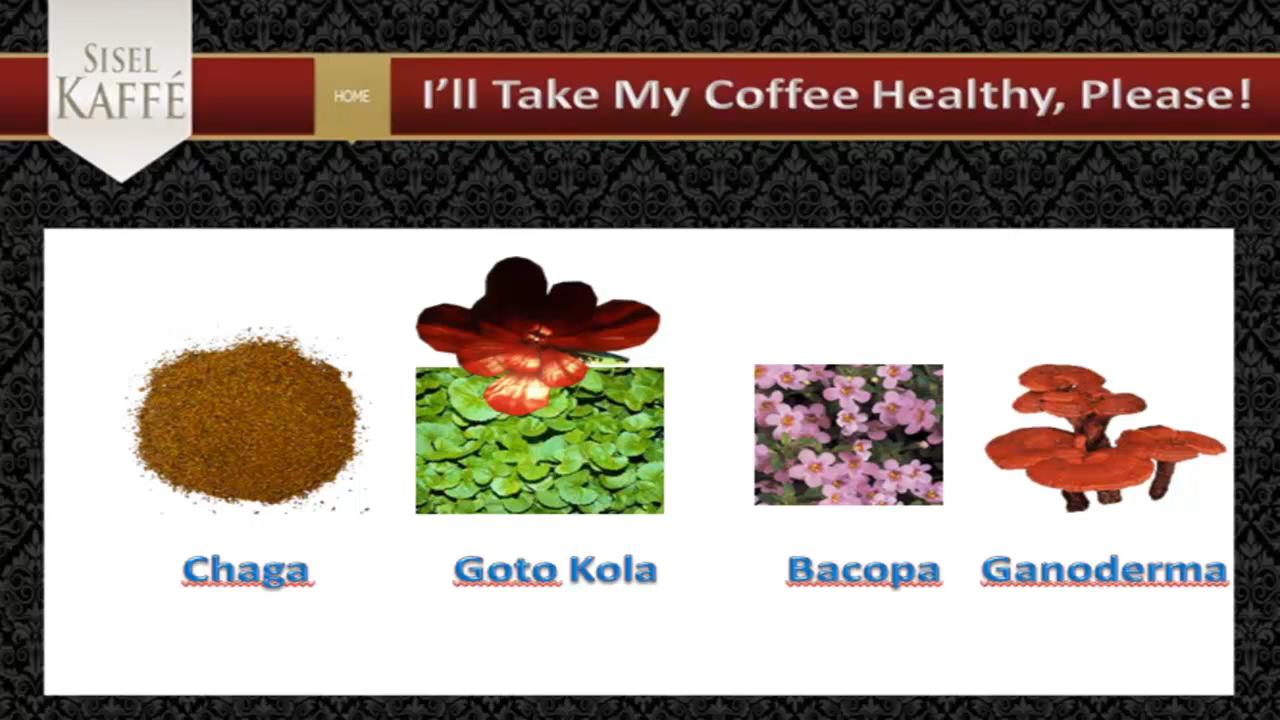 SISEL
KAFFÉ
HOME
I'll Take My Coffee Healthy, Please!
Chaga
Goto Kola
Bacopa
Ganoderma